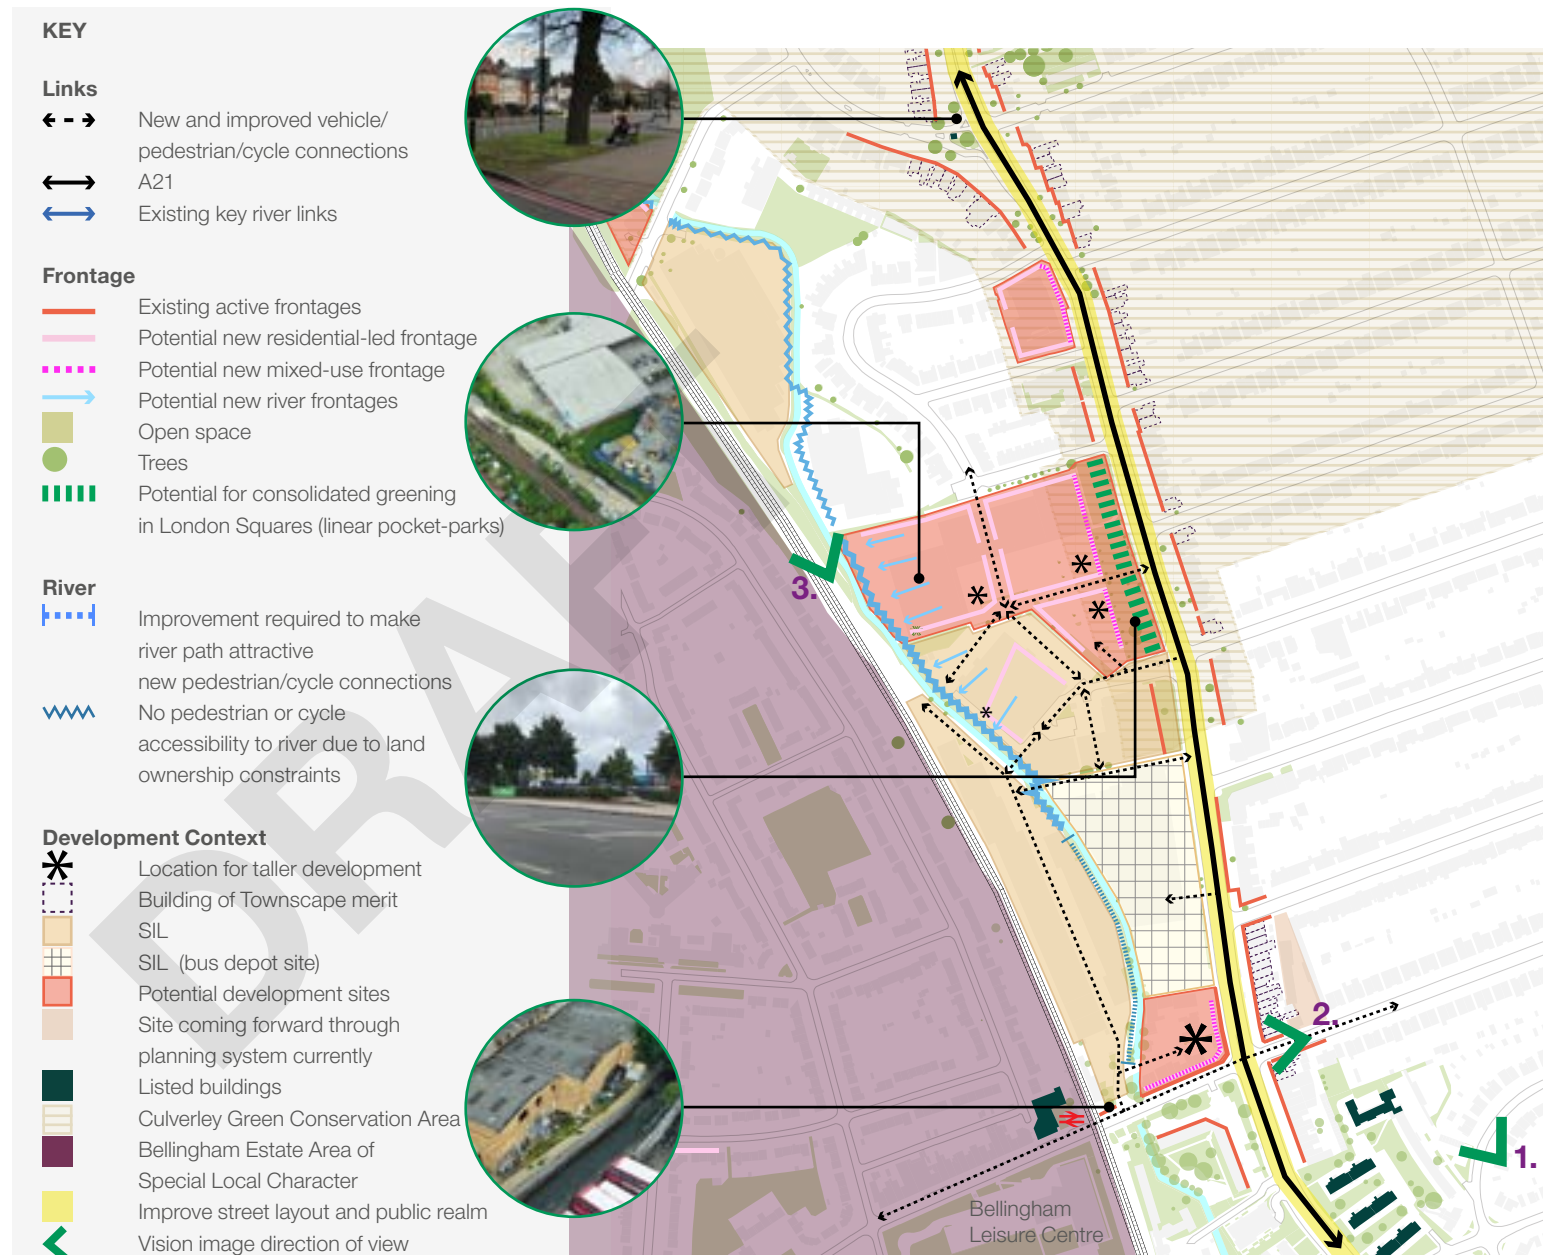 KEY
Links
New and improved vehicle/
pedestrian/cycle connections
A21
Existing key river links
Frontage
Existing active frontages
Potential new residential-led frontage
Potential new mixed-use frontage
Potential new river frontages
Open space
Trees
Potential for consolidated greening
in London Squares (linear pocket-parks)
River
Improvement required to make
river path attractive
new pedestrian/cycle connections
No pedestrian or cycle
accessibility to river due to land
ownership constraints
Development Context
Location for taller development
Building of Townscape merit
SIL
SIL (bus depot site)
Potential development sites
Site coming forward through
planning system currently
Listed buildings
Culverley Green Conservation Area
Bellingham Estate Area of
Special Local Character
Improve street layout and public realm
Vision image direction of view
DRAFT
3.
2.
1.
Bellingham
Leisure Centre